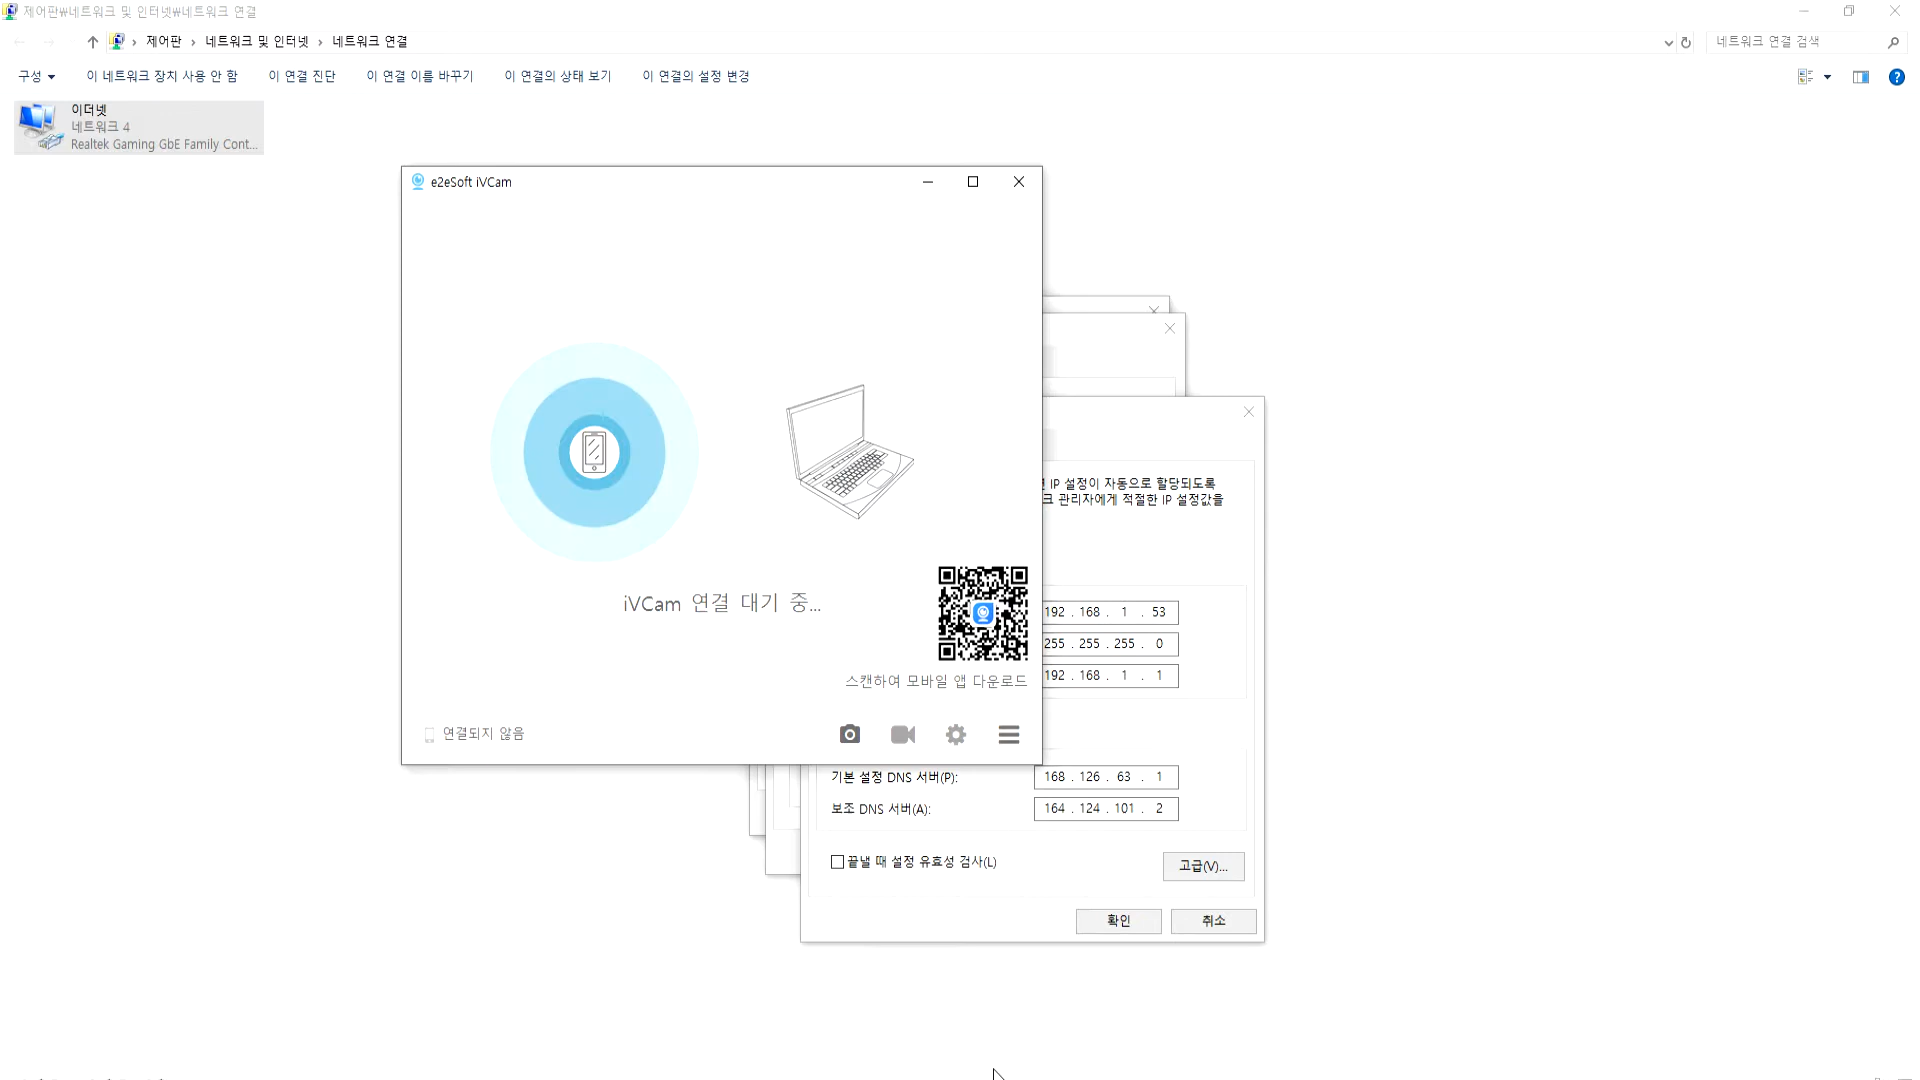 제어판₩네트워크 및 인터넷₩네트워크 연결
제어판 › 네트워크 및 인터넷 › 네트워크 연결
네트워크 연결 검색
구성
이 네트워크 장치 사용 안 함
이 연결 진단
이 연결 이름 바꾸기
이 연결의 상태 보기
이 연결의 설정 변경
이더넷
네트워크 4
Realtek Gaming GbE Family Cont...
e2eSoft iVCam
iVCam 연결 대기 중...
스캔하여 모바일 앱 다운로드
연결되지 않음
IP 설정이 자동으로 할당되도록
관리자에게 적절한 IP 설정값을
192 . 168 . 1 . 53
255 . 255 . 255 . 0
192 . 168 . 1 . 1
기본 설정 DNS 서버(P): 168 . 126 . 63 . 1
보조 DNS 서버(A): 164 . 124 . 101 . 2
끝낼 때 설정 유효성 검사(L)
고급(V)...
확인
취소